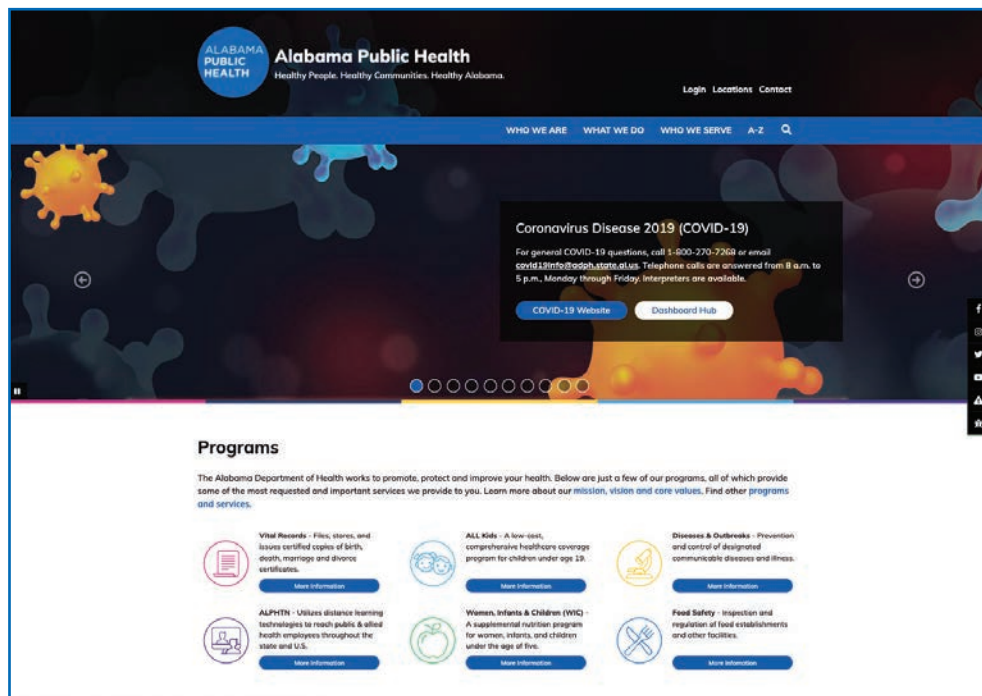 ALABAMA
PUBLIC
HEALTH
Alabama Public Health
Healthy People. Healthy Communities. Healthy Alabama.
Login Locations Contact
WHO WE ARE WHAT WE DO WHO WE SERVE A-Z
Coronavirus Disease 2019 (COVID-19)
For general COVID-19 questions, call 1-800-270-7268 or email
covid19info@adph.state.al.us. Telephone calls are answered from 8 a.m. to
5 p.m., Monday through Friday. Interpreters are available.
COVID-19 Website Dashboard Hub
Programs
The Alabama Department of Health works to promote, protect and improve your health. Below are just a few of our programs, all of which provide
some of the most requested and important services we provide to you. Learn more about our mission, vision and core values. Find other programs
and services.
Vital Records - Files, stores, and
issues certified copies of birth,
death, marriage and divorce
certificates.
More Information
ALL Kids - A low-cost,
comprehensive healthcare coverage
program for children under age 19.
More Information
Diseases & Outbreaks - Prevention
and control of designated
communicable diseases and illness.
More Information
ALPHTN - Utilizes distance learning
technologies to reach public & allied
health employees throughout the
state and U.S.
More Information
Women, Infants & Children (WIC) -
A supplemental nutrition program
for women, infants, and children
under the age of five.
More Information
Food Safety - Inspection and
regulation of food establishments
and other facilities.
More Information